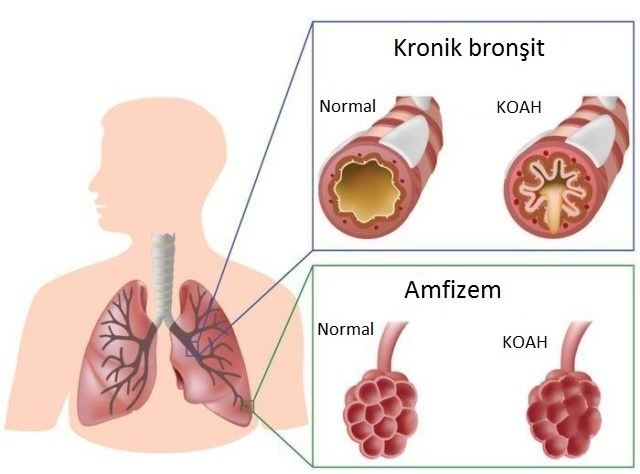 Kronik bronşit
Normal
KOAH
Amfizem
Normal
KOAH